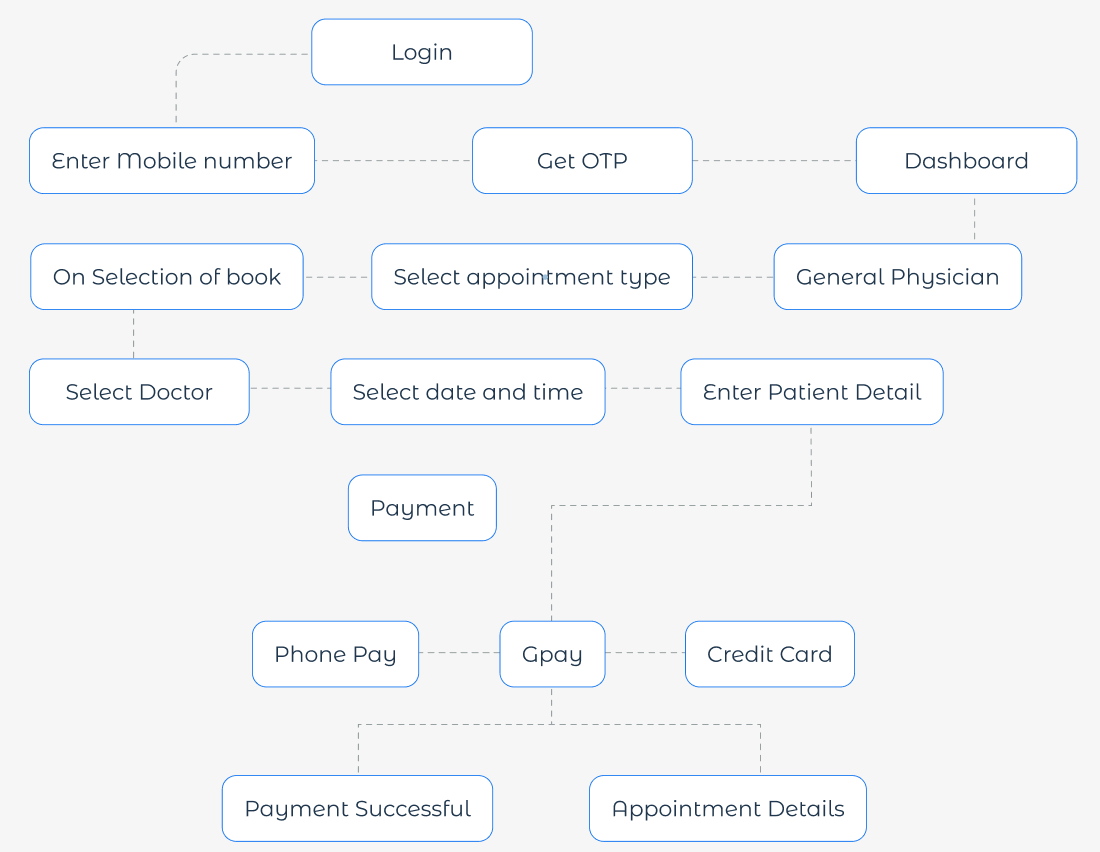 Login
Enter Mobile number
Get OTP
Dashboard
On Selection of book
Select appointment type
General Physician
Select Doctor
Select date and time
Enter Patient Detail
Payment
Phone Pay
Gpay
Credit Card
Payment Successful
Appointment Details